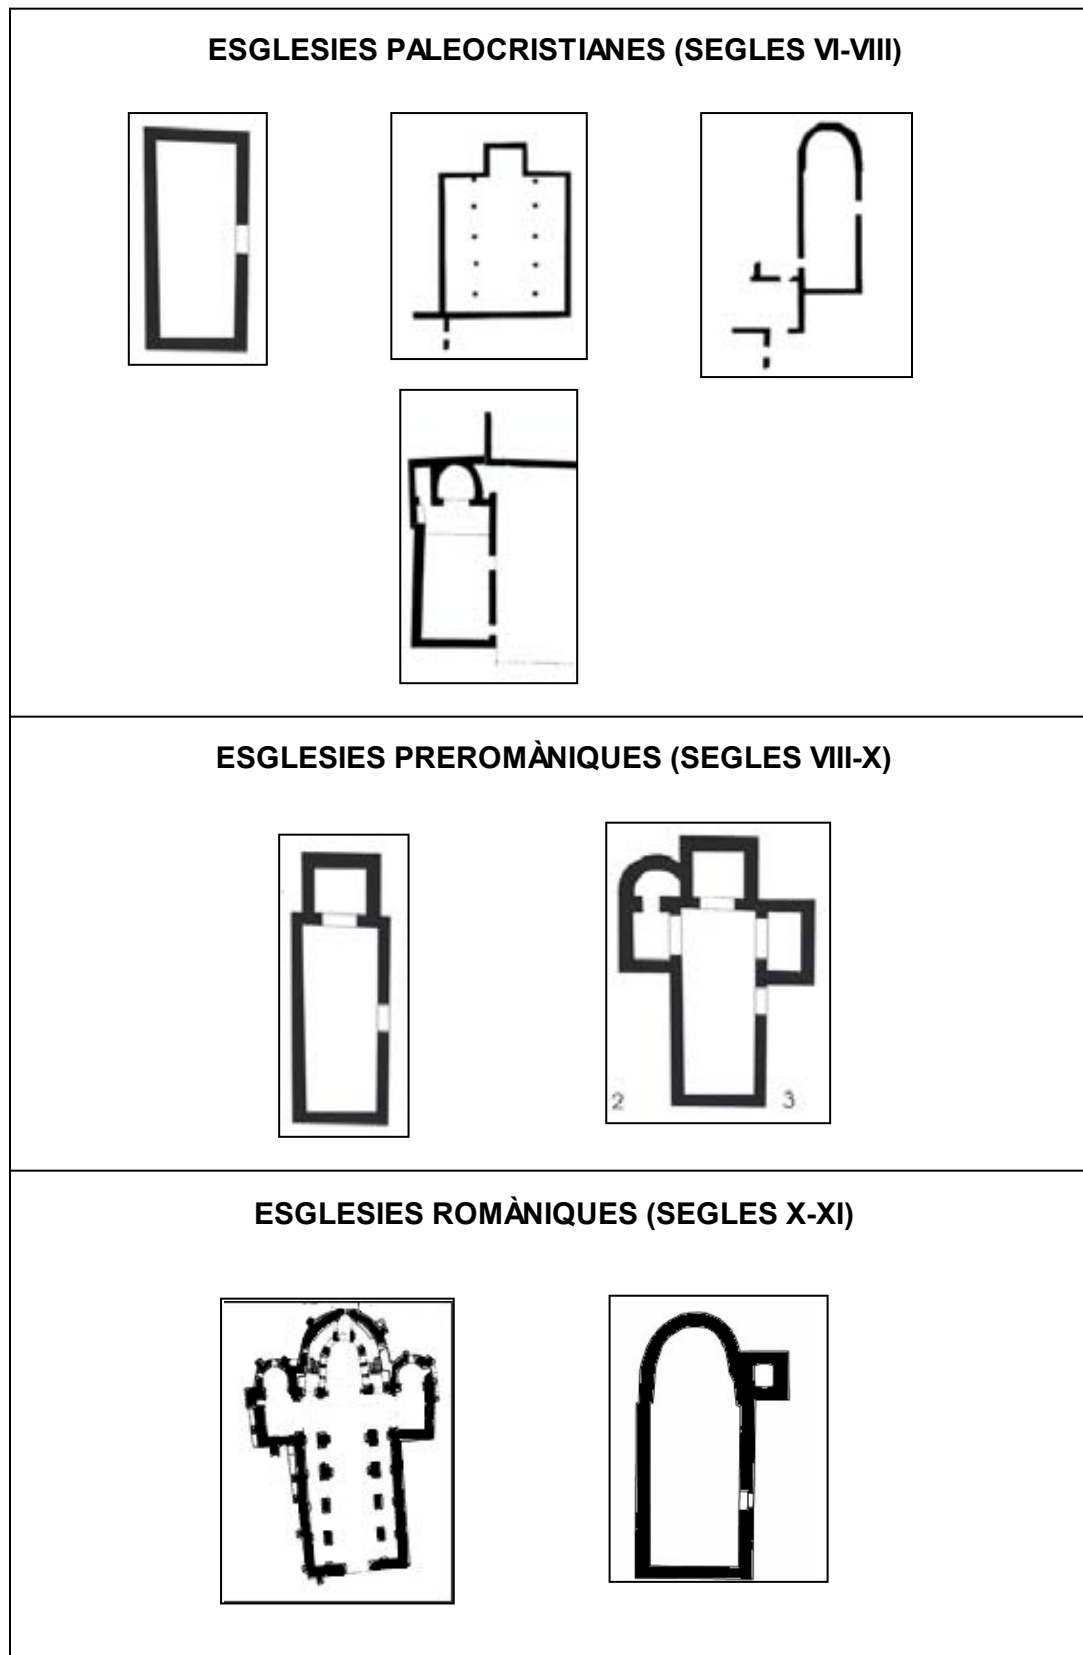 ESGLESIES PALEOCRISTIANES (SEGLES VI-VIII)
ESGLESIES PREROMÀNIQUES (SEGLES VIII-X)
2 3
ESGLESIES ROMÀNIQUES (SEGLES X-XI)